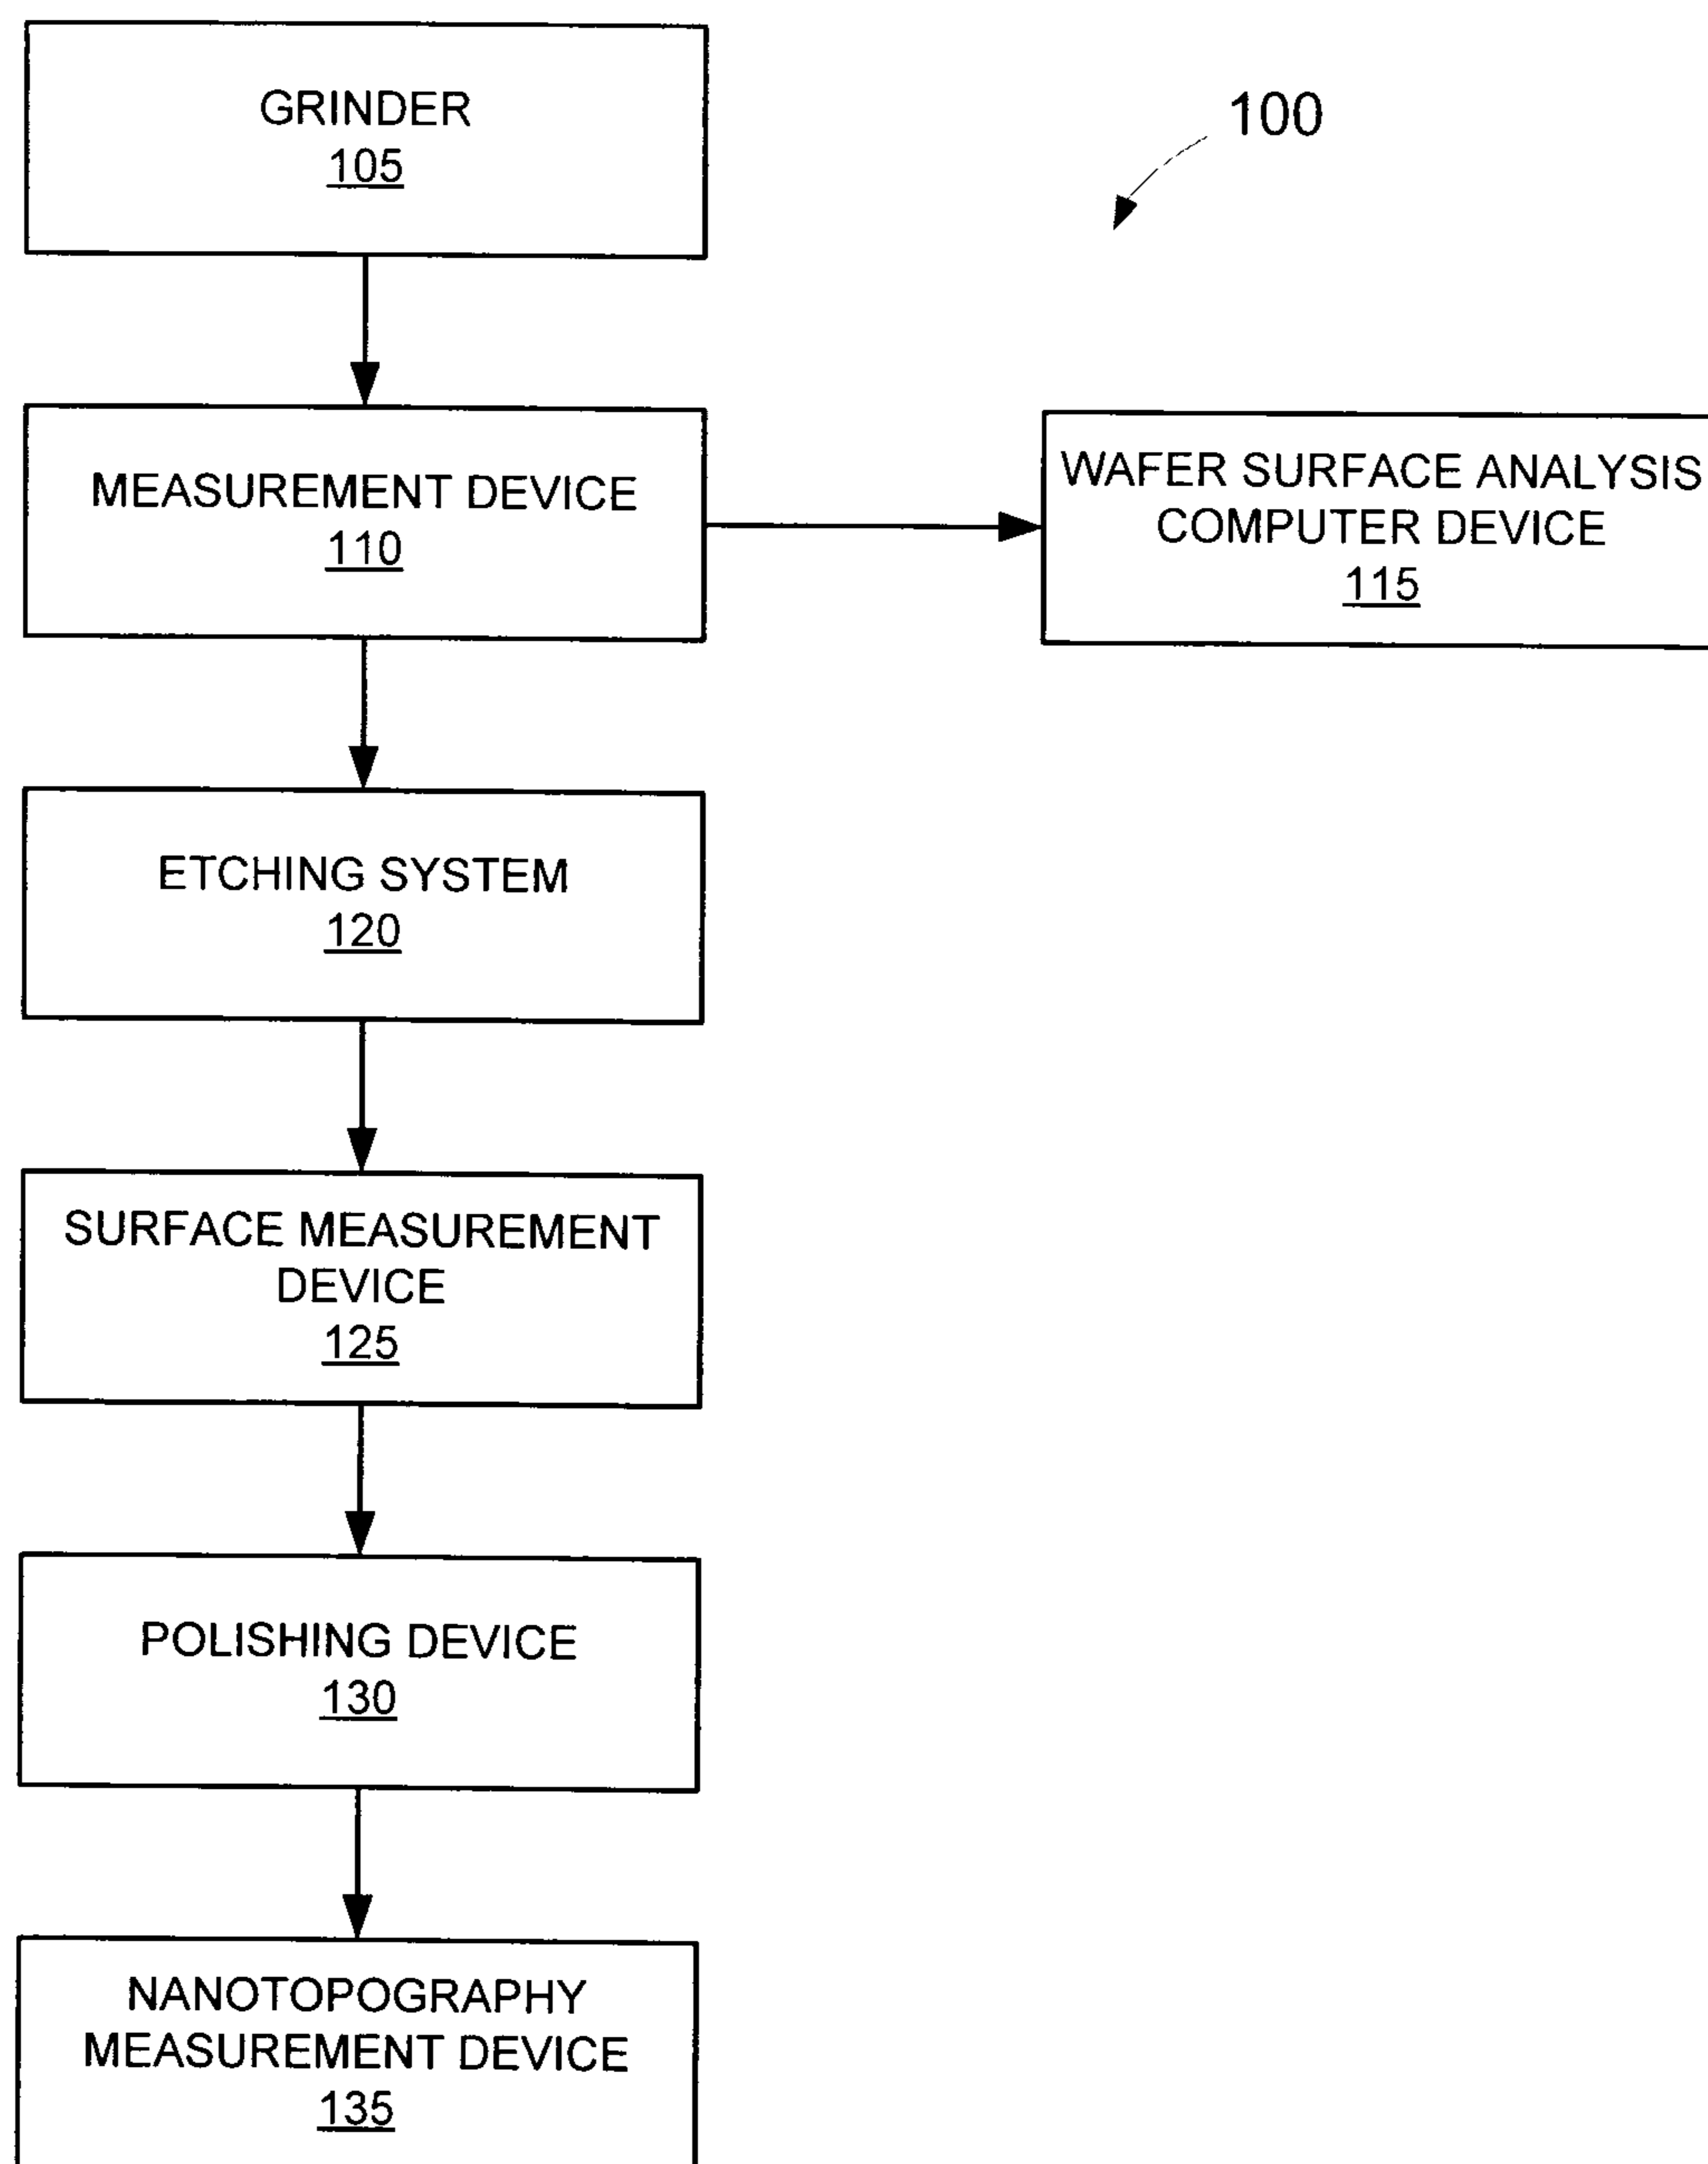 GRINDER
105
100
MEASUREMENT DEVICE
110
WAFER SURFACE ANALYSIS
COMPUTER DEVICE
115
ETCHING SYSTEM
120
SURFACE MEASUREMENT
DEVICE
125
POLISHING DEVICE
130
NANOTOPOGRAPHY
MEASUREMENT DEVICE
135